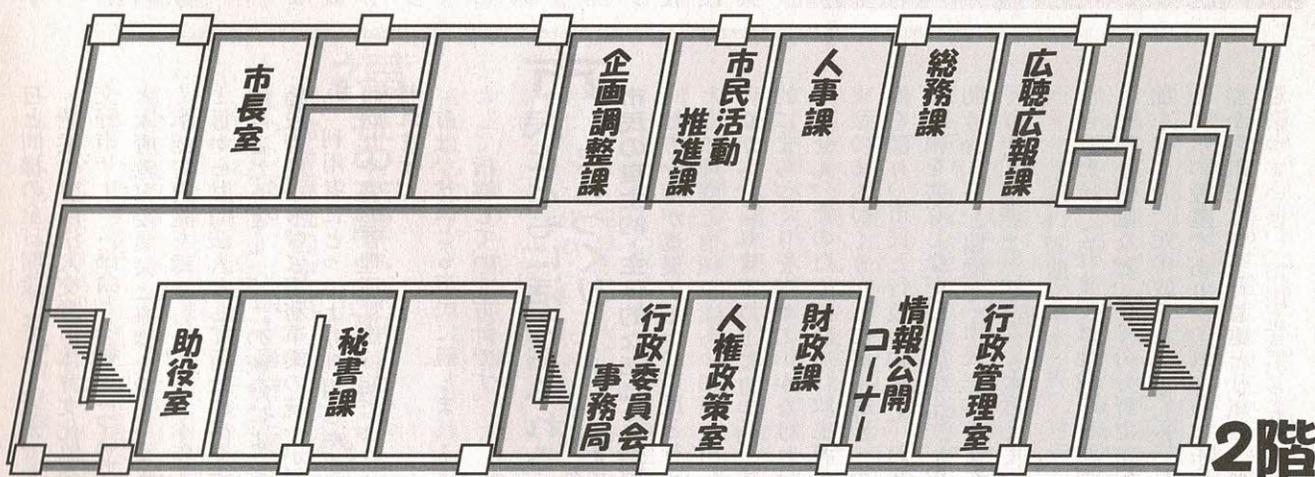 市長室
企画調整課
市民活動
推進課
人事課
総務課
広聴広報課
助役室
秘書課
行政委員会
事務局
人権政策室
財政課
情報公開
コーナー
行政管理室
2階